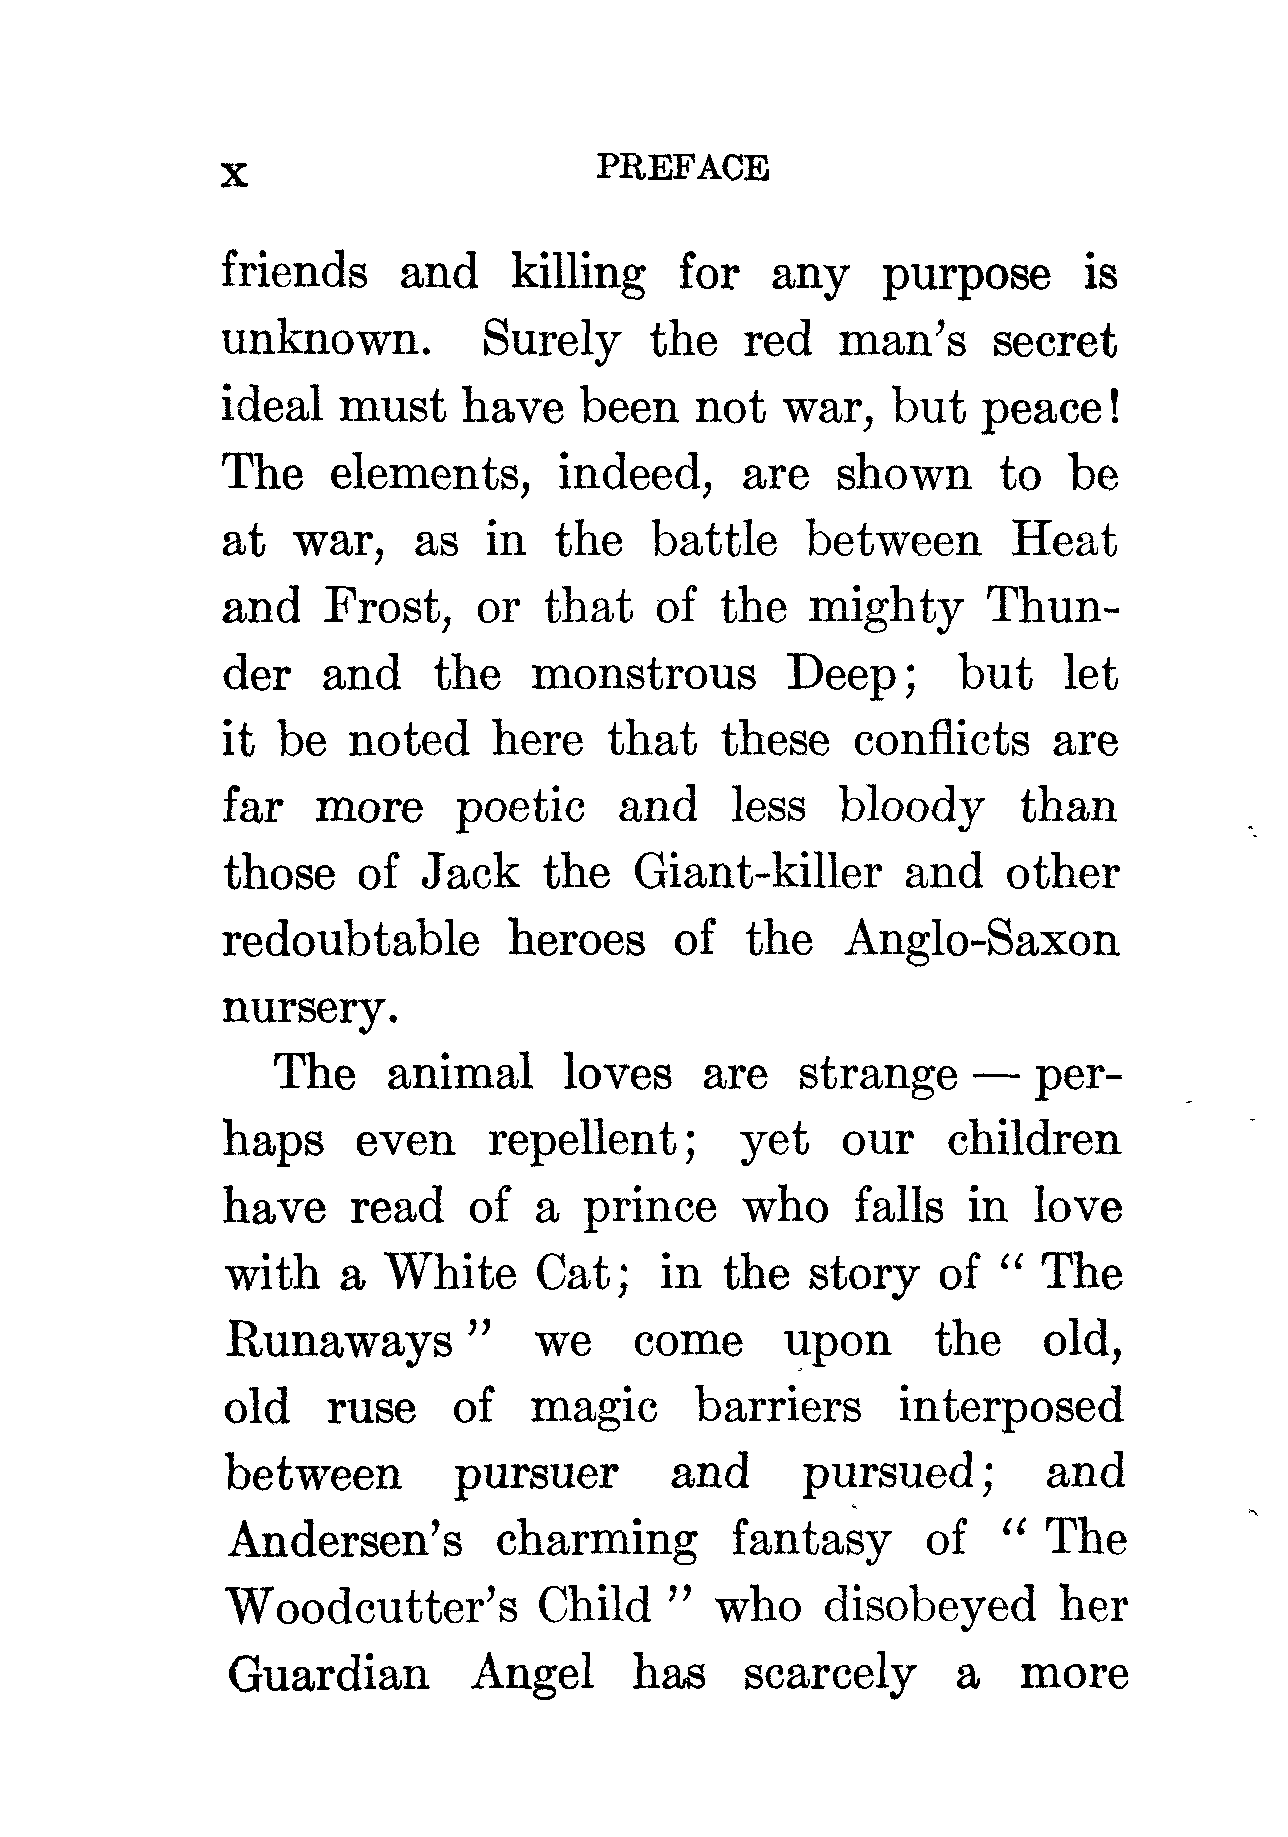 x PREFACE
friends and killing for any purpose is
unknown. Surely the red man's secret
ideal must have been not war, but peace!
The elements, indeed, are shown to be
at war, as in the battle between Heat
and Frost, or that of the mighty Thun-
der and the monstrous Deep; but let
it be noted here that these conflicts are
far more poetic and less bloody than
those of Jack the Giant-killer and other
redoubtable heroes of the Anglo-Saxon
nursery.
The animal loves are strange — per-
haps even repellent; yet our children
have read of a prince who falls in love
with a White Cat; in the story of " The
Runaways " we come upon the old,
old ruse of magic barriers interposed
between pursuer and pursued; and
Andersen's charming fantasy of " The
Woodcutter's Child " who disobeyed her
Guardian Angel has scarcely a more